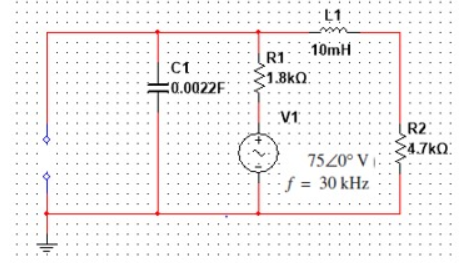 L1
10mH
R1
1.8kΩ
C1
0.0022F
V1
75∠0° V
f = 30 kHz
R2
4.7kΩ